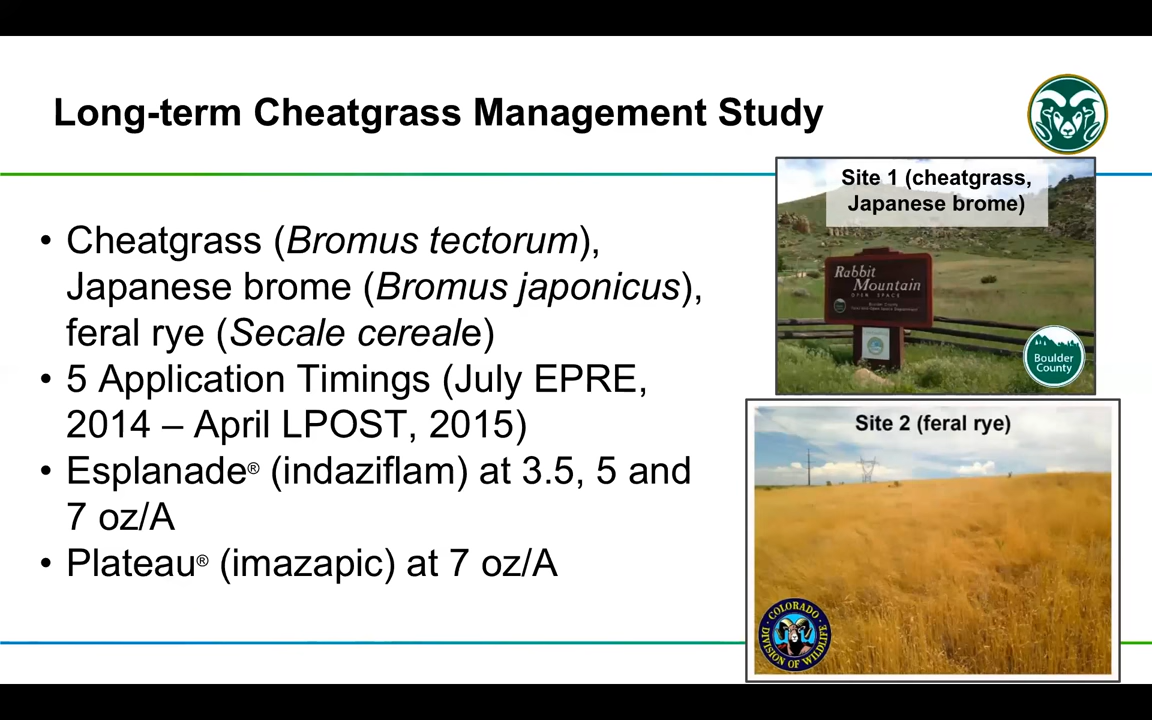 Long-term Cheatgrass Management Study
• Cheatgrass (Bromus tectorum),
Japanese brome (Bromus japonicus),
feral rye (Secale cereale)
• 5 Application Timings (July EPRE,
2014 – April LPOST, 2015)
• Esplanade® (indaziflam) at 3.5, 5 and
7 oz/A
• Plateau® (imazapic) at 7 oz/A
Site 1 (cheatgrass,
Japanese brome)
Rabbit
Mountain
OPEN SPACE
Boulder
County
Site 2 (feral rye)
COLORADO
DIVISION OF WILDLIFE